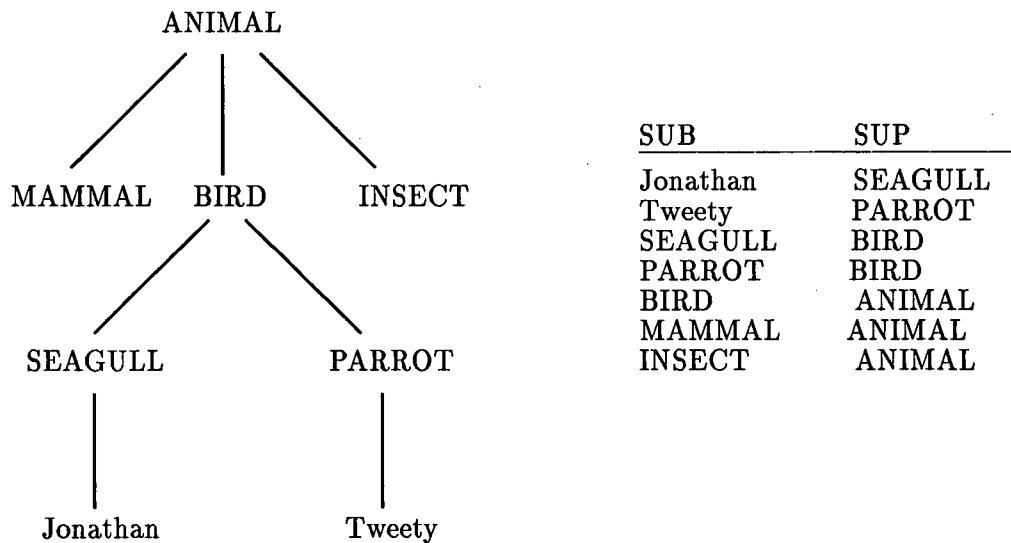 ANIMAL
MAMMAL BIRD INSECT
SEAGULL PARROT
Jonathan Tweety
SUB SUP
Jonathan SEAGULL
Tweety PARROT
SEAGULL BIRD
PARROT BIRD
BIRD ANIMAL
MAMMAL ANIMAL
INSECT ANIMAL